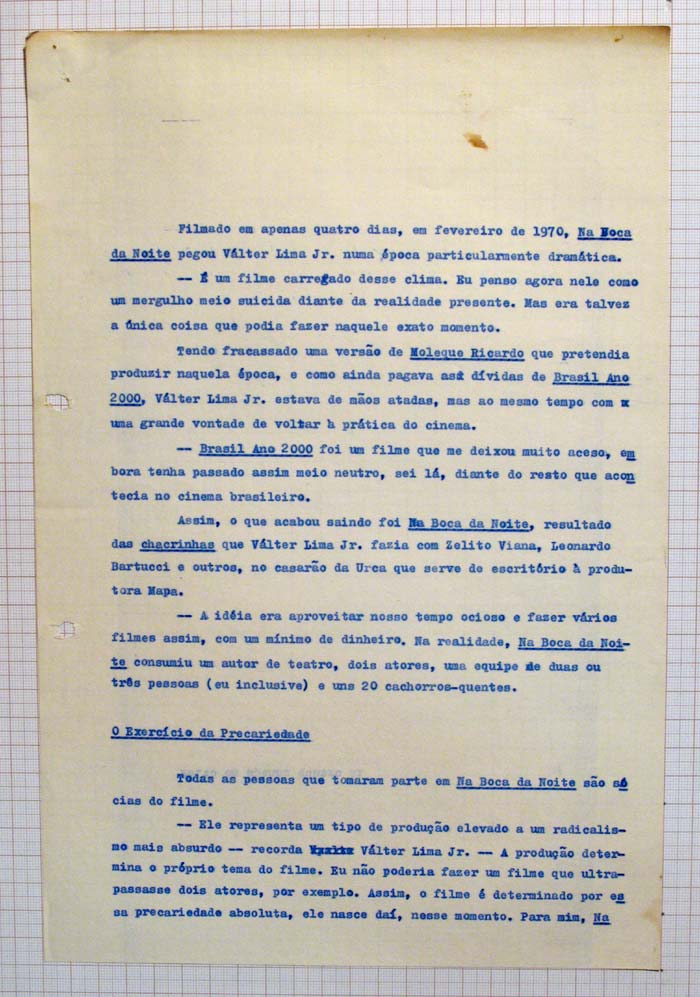 Filmado em apenas quatro dias, em fevereiro de 1970, Na Boca
da Noite pegou Válter Lima Jr. numa época particularmente dramática.
-- É um filme carregado desse clima. Eu penso agora nele como
um mergulho meio suicida diante da realidade presente. Mas era talvez
a única coisa que podia fazer naquele exato momento.
Tendo fracassado uma versão de Moleque Ricardo que pretendia
produzir naquela época, e como ainda pagava as dívidas de Brasil Ano
2000, Válter Lima Jr. estava de mãos atadas, mas ao mesmo tempo com
uma grande vontade de voltar à prática do cinema.
-- Brasil Ano 2000 foi um filme que me deixou muito aceso, em
bora tenha passado assim meio neutro, sei lá, diante do resto que acon
tecia no cinema brasileiro.
Assim, o que acabou saindo foi Na Boca da Noite, resultado
das chacrinhas que Válter Lima Jr. fazia com Zelito Viana, Leonardo
Bartucci e outros, no casarão da Urca que serve de escritório à produ-
tora Mapa.
-- A idéia era aproveitar nosso tempo ocioso e fazer vários
filmes assim, com um mínimo de dinheiro. Na realidade, Na Boca da Noi-
te consumiu um autor de teatro, dois atores, uma equipe de duas ou
três pessoas (eu inclusive) e uns 20 cachorros-quentes.
O Exercício da Precariedade
Todas as pessoas que tomaram parte em Na Boca da Noite são só
cias do filme.
-- Ele representa um tipo de produção elevado a um radicalis-
mo mais absurdo -- recorda Válter Lima Jr. -- A produção deter-
mina o próprio tema do filme. Eu não poderia fazer um filme que ultra-
passasse dois atores, por exemplo. Assim, o filme é determinado por es
sa precariedade absoluta, ele nasce daí, nesse momento. Para mim, Na